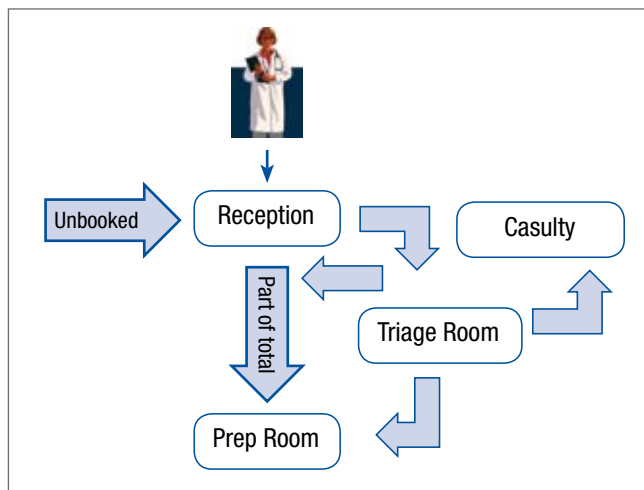 Unbooked
Reception
Casulty
Part of total
Triage Room
Prep Room